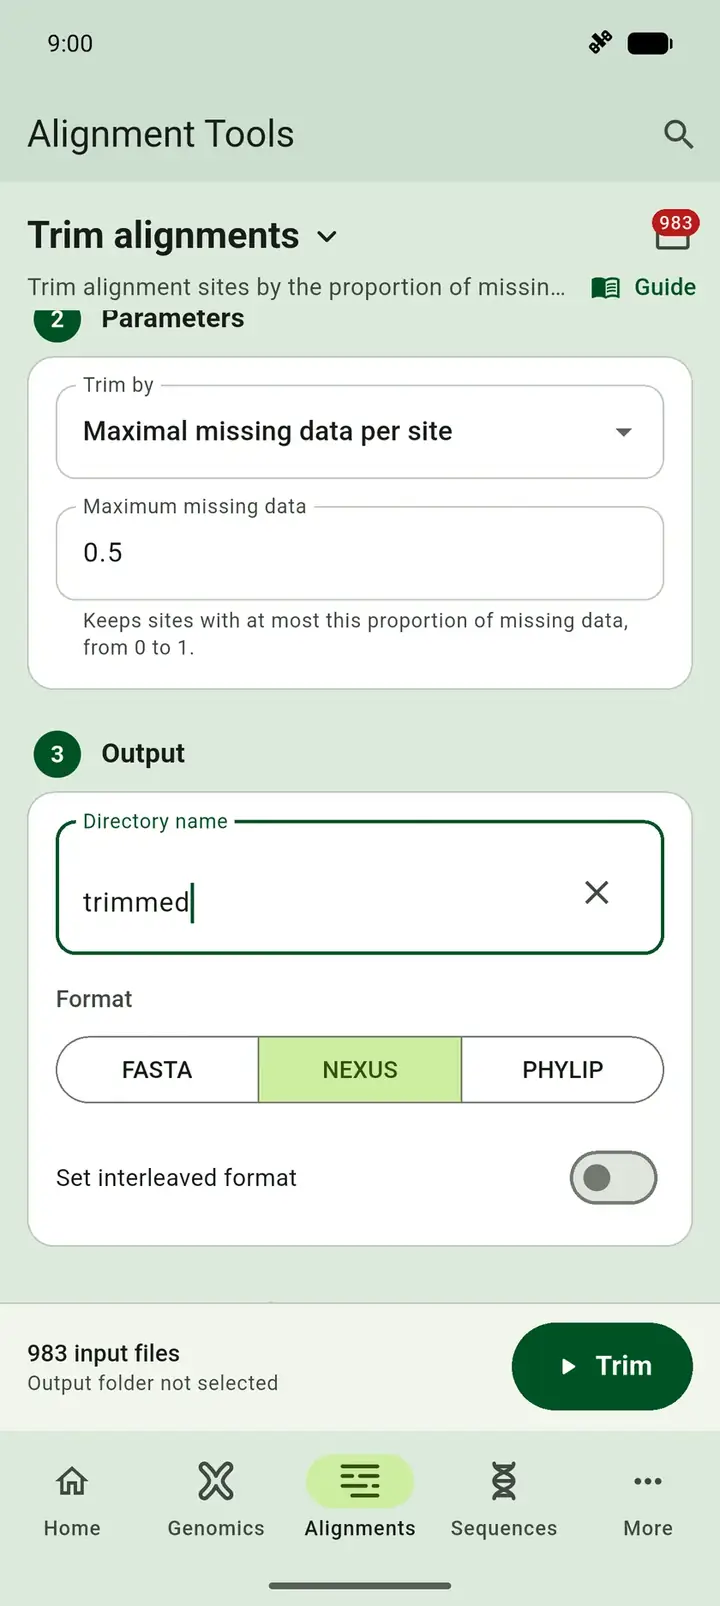 9:00
Alignment Tools
Trim alignments
983
Trim alignment sites by the proportion of missin...
Guide
2 Parameters
Trim by
Maximal missing data per site
Maximum missing data
0.5
Keeps sites with at most this proportion of missing data,
from 0 to 1.
3 Output
Directory name
trimmed
Format
FASTA NEXUS PHYLIP
Set interleaved format
983 input files
Output folder not selected
Trim
Home Genomics Alignments Sequences More